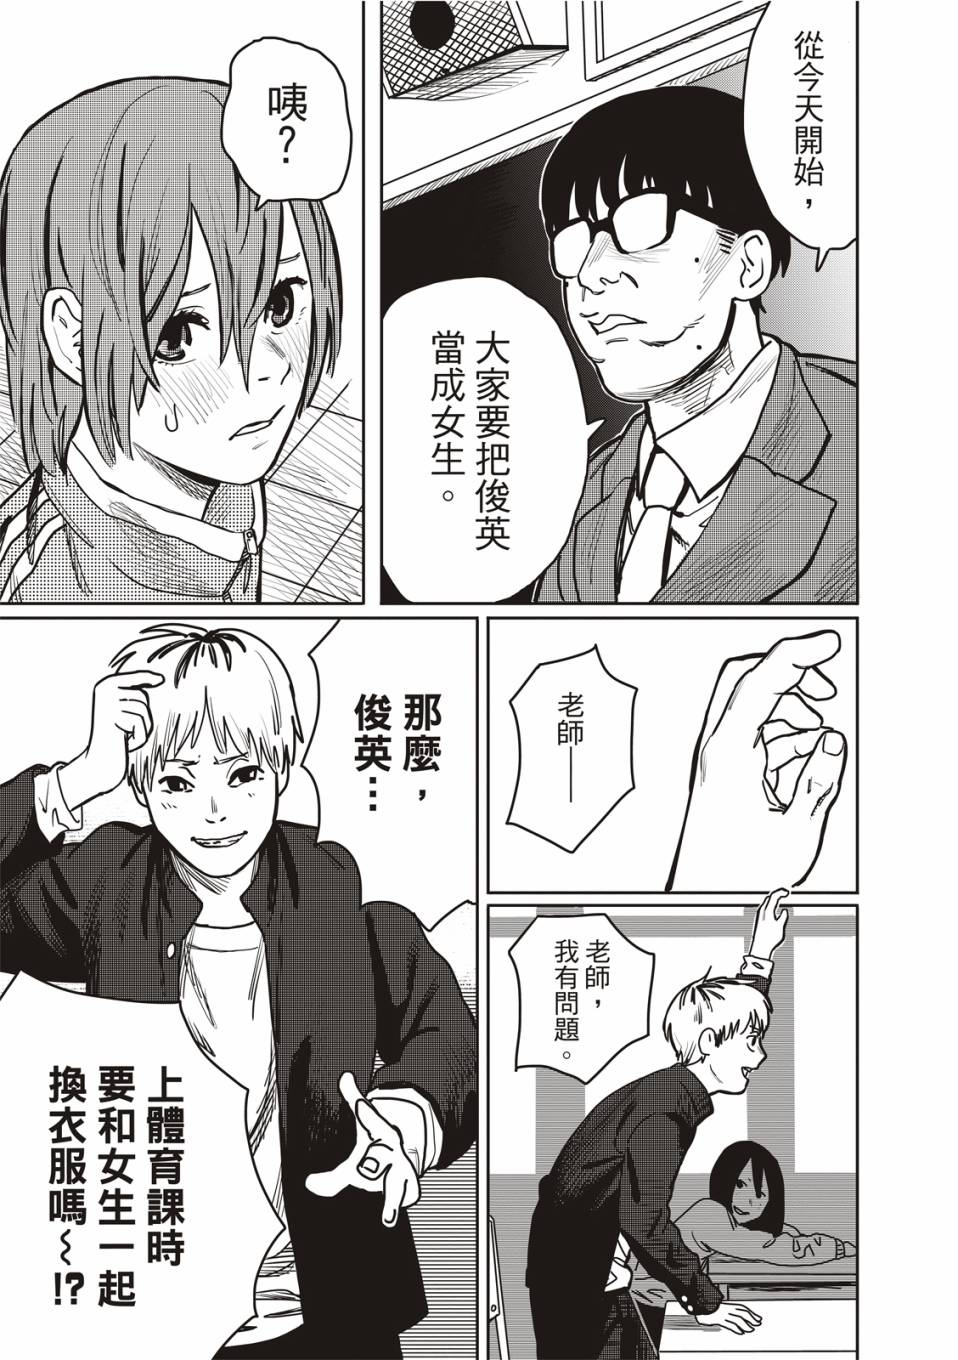 從今天開始，
大家要把俊英
當成女生。
咦？
老師——
老師，
我有問題。
那麼，
俊英…
上體育課時
要和女生一起
換衣服嗎～!?